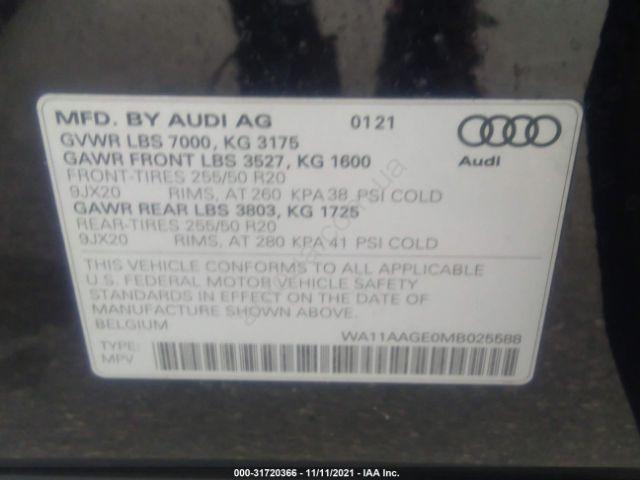 MFD. BY AUDI AG 0121
Audi
GVWR LBS 7000, KG 3175
GAWR FRONT LBS 3527, KG 1600
FRONT-TIRES 255/50 R20
9JX20 RIMS, AT 260 KPA 38 PSI COLD
GAWR REAR LBS 3803, KG 1725
REAR-TIRES 255/50 R20
9JX20 RIMS, AT 280 KPA 41 PSI COLD
THIS VEHICLE CONFORMS TO ALL APPLICABLE
U.S. FEDERAL MOTOR VEHICLE SAFETY
STANDARDS IN EFFECT ON THE DATE OF
MANUFACTURE SHOWN ABOVE.
BELGIUM
WA11AAGE0MB025588
TYPE:
MPV
000-31720366 - 11/11/2021 - IAA Inc.